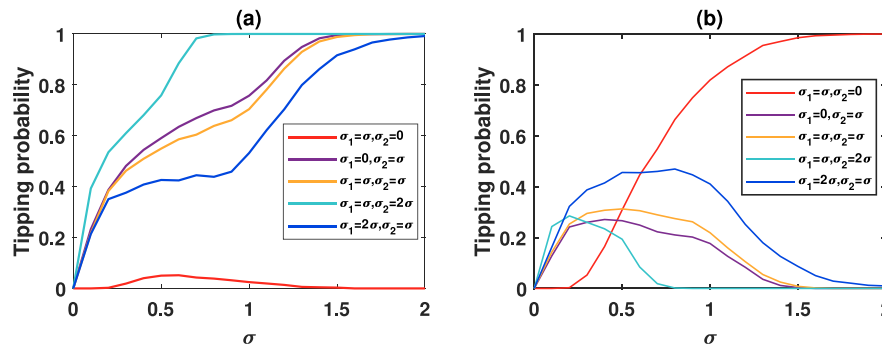 (a)
Tipping probability
1
0.8
0.6
0.4
0.2
0
0
0.5
1
1.5
2
σ
σ₁=σ,σ₂=0
σ₁=0,σ₂=σ
σ₁=σ,σ₂=σ
σ₁=σ,σ₂=2σ
σ₁=2σ,σ₂=σ
(b)
Tipping probability
1
0.8
0.6
0.4
0.2
0
0
0.5
1
1.5
2
σ
σ₁=σ,σ₂=0
σ₁=0,σ₂=σ
σ₁=σ,σ₂=σ
σ₁=σ,σ₂=2σ
σ₁=2σ,σ₂=σ